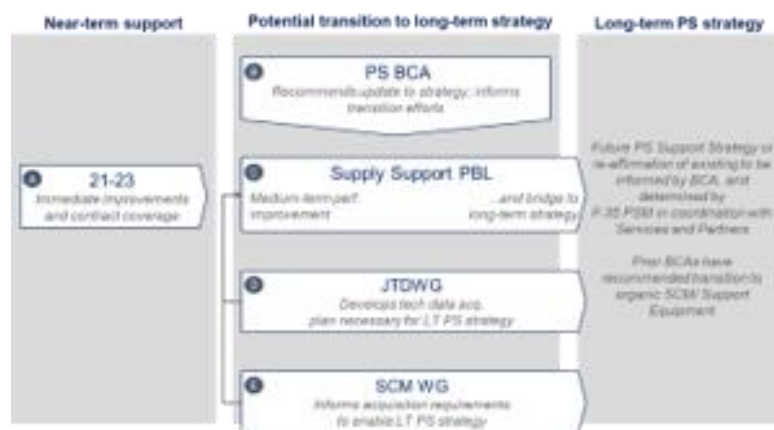 Near-term support
Potential transition to long-term strategy
Long-term PS strategy
PS BCA
Recommends update to strategy; informs
transition efforts
A
21-23
Immediate improvements
and contract coverage
Supply Support PBL
Medium-term perf.
improvement
...and bridge to
long-term strategy
JTDWG
Develops tech data acq.
plan necessary for LT PS strategy
SCM WG
Informs acquisition requirements
to enable LT PS strategy
Future PS Support Strategy or
re-affirmation of existing to be
informed by BCA, and
determined by
F-35 PSM in coordination with
Services and Partners
Prior BCAs have
recommended transition to
organic SCM/ Support
Equipment